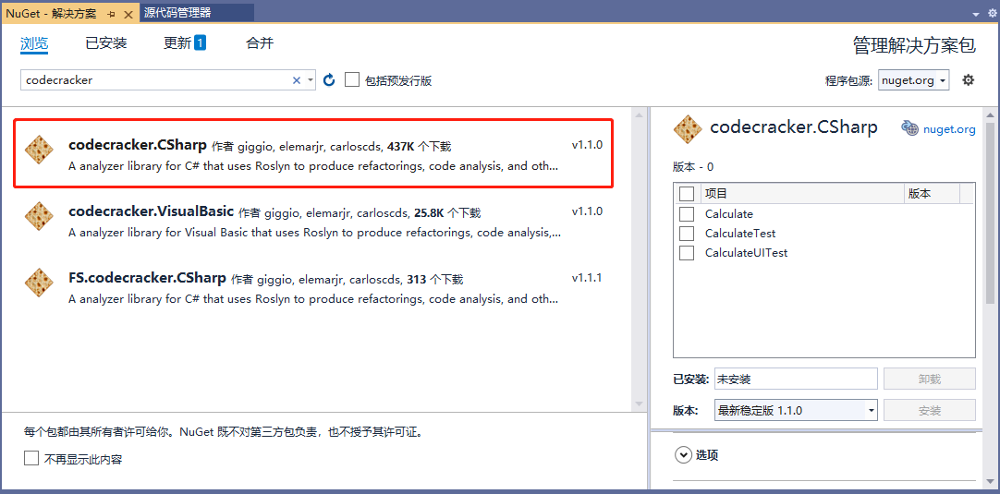 NuGet - 解决方案
源代码管理器
浏览 已安装 更新 1 合并
管理解决方案包
codecracker
包括预发行版
程序包源: nuget.org
codecracker.CSharp 作者 giggio, elemarjr, carloscds, 437K 个下载 v1.1.0
A analyzer library for C# that uses Roslyn to produce refactorings, code analysis, and oth...
codecracker.VisualBasic 作者 giggio, elemarjr, carloscds, 25.8K 个下载 v1.1.0
A analyzer library for Visual Basic that uses Roslyn to produce refactorings, code analysis,...
FS.codecracker.CSharp 作者 giggio, elemarjr, carloscds, 313 个下载 v1.1.1
A analyzer library for C# that uses Roslyn to produce refactorings, code analysis, and oth...
每个包都由其所有者许可给你。NuGet 既不对第三方包负责，也不授予其许可证。
不再显示此内容
codecracker.CSharp
nuget.org
版本 - 0
项目 版本
Calculate
CalculateTest
CalculateUITest
已安装: 未安装 卸载
版本: 最新稳定版 1.1.0 安装
选项